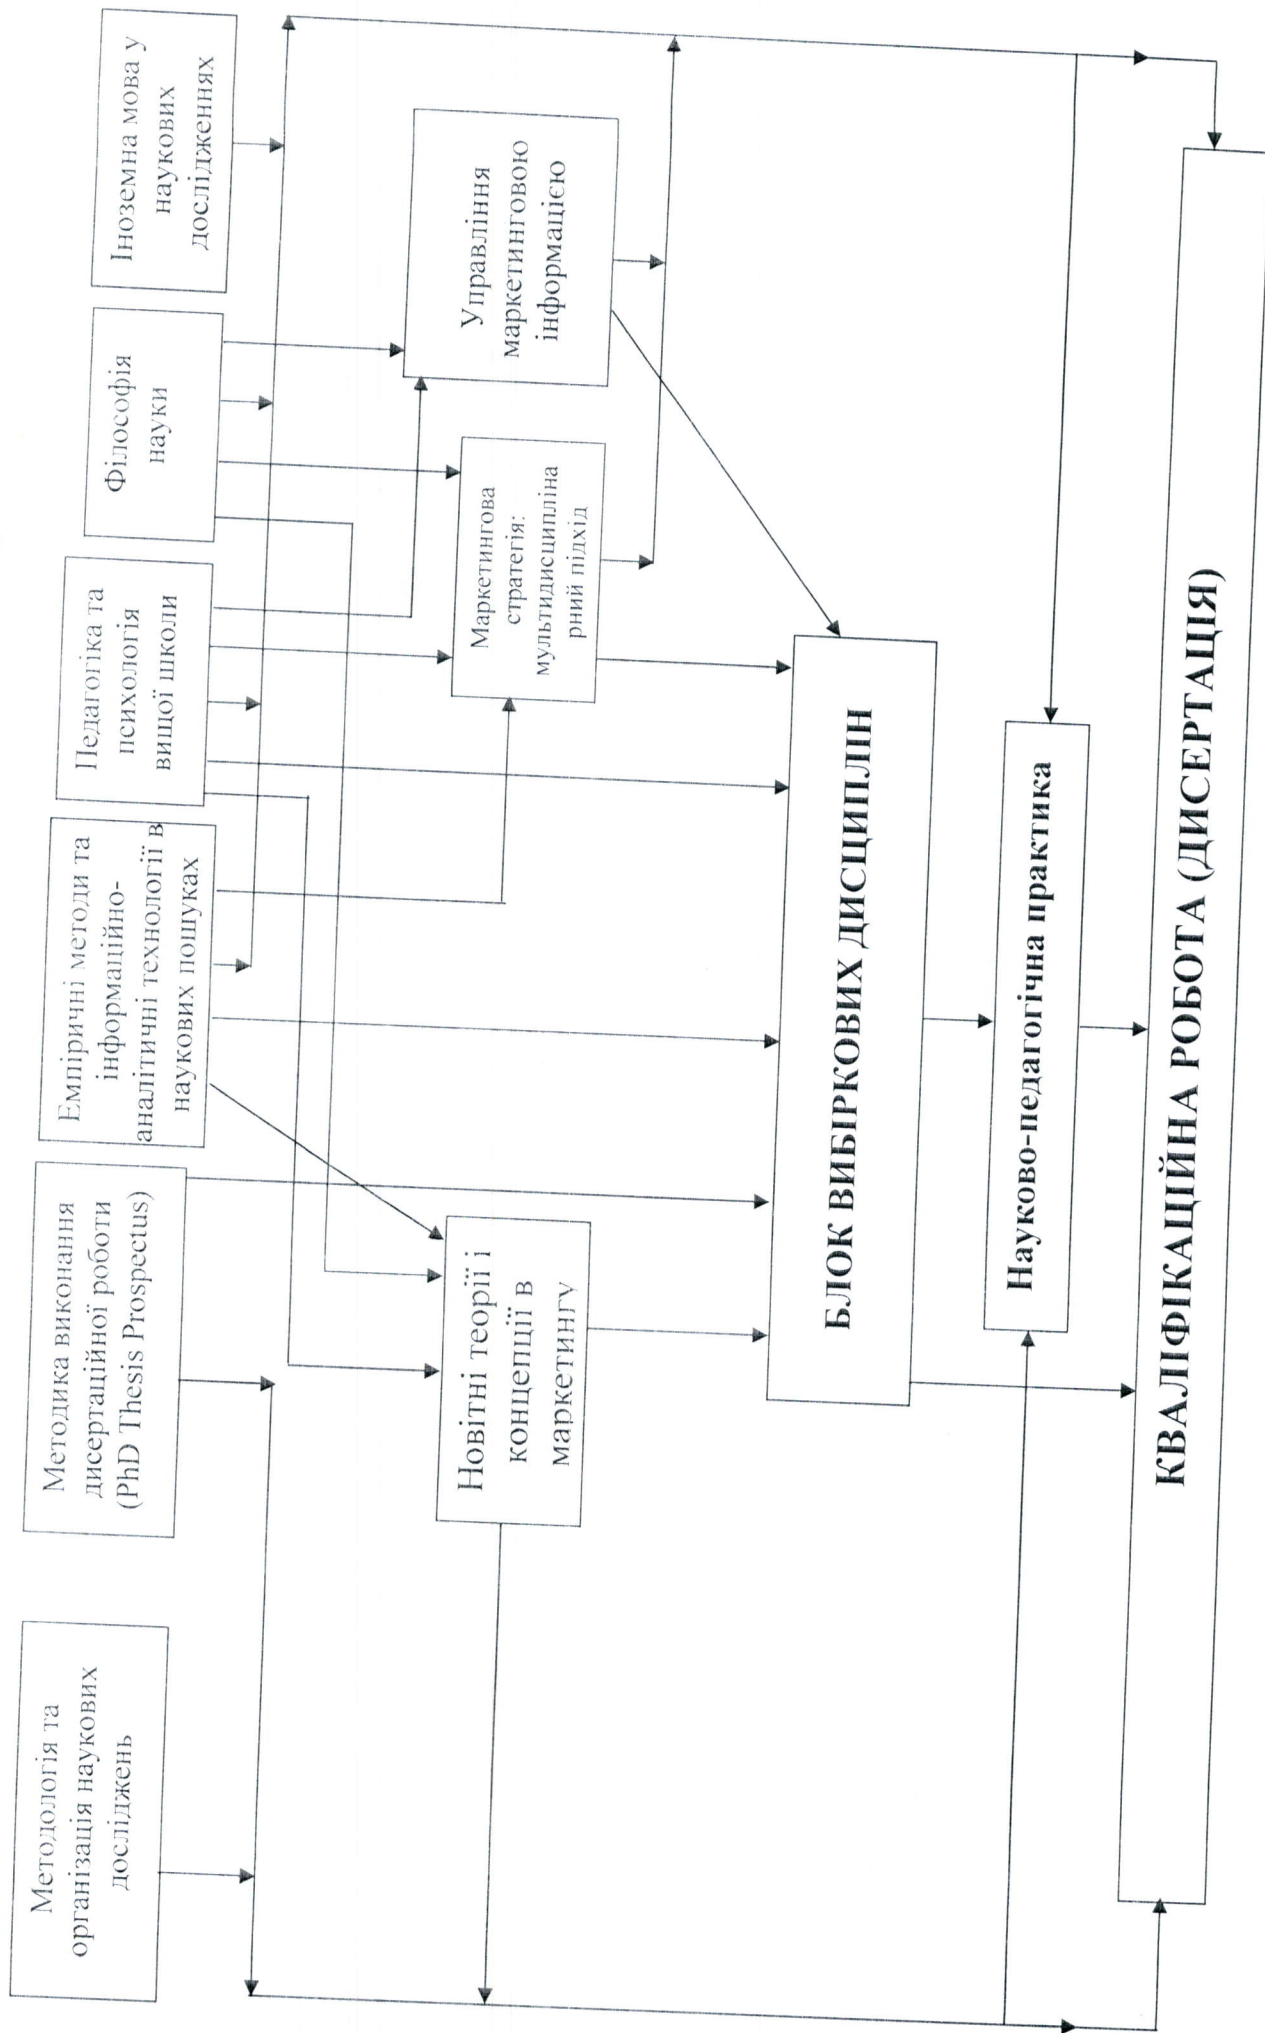 Методологія та
організація наукових
досліджень
Методика виконання
дисертаційної роботи
(PhD Thesis Prospectus)
Емпіричні методи та
інформаційно-
аналітичні технології в
наукових пошуках
Педагогіка та
психологія
вищої школи
Філософія
науки
Іноземна мова у
наукових
дослідженнях
Новітні теорії і
концепції в
маркетингу
Маркетингова
стратегія:
мультидисципліна
рний підхід
Управління
маркетинговою
інформацією
БЛОК ВИБІРКОВИХ ДИСЦИПЛІН
Науково-педагогічна практика
КВАЛІФІКАЦІЙНА РОБОТА (ДИСЕРТАЦІЯ)